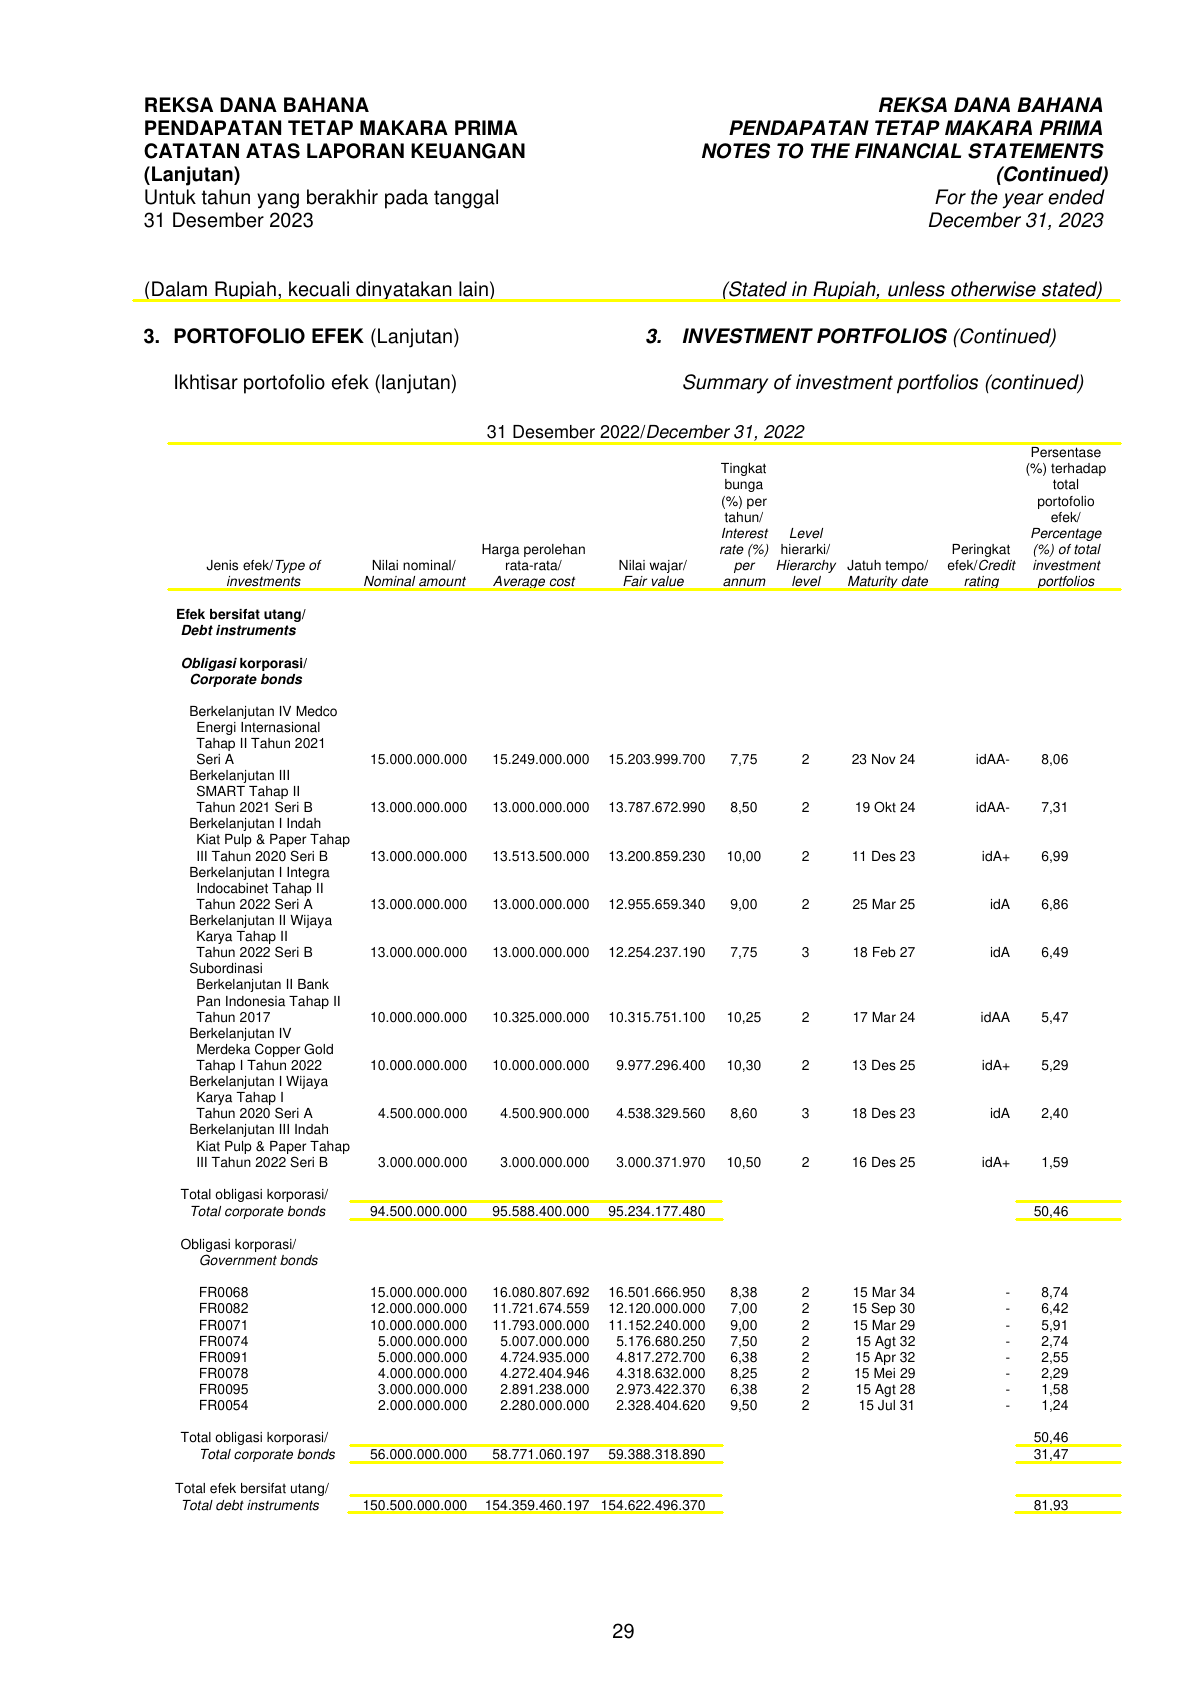 REKSA DANA BAHANA
PENDAPATAN TETAP MAKARA PRIMA
CATATAN ATAS LAPORAN KEUANGAN
(Lanjutan)
Untuk tahun yang berakhir pada tanggal
31 Desember 2023
REKSA DANA BAHANA
PENDAPATAN TETAP MAKARA PRIMA
NOTES TO THE FINANCIAL STATEMENTS
(Continued)
For the year ended
December 31, 2023
(Dalam Rupiah, kecuali dinyatakan lain) (Stated in Rupiah, unless otherwise stated)
3. PORTOFOLIO EFEK (Lanjutan) 3. INVESTMENT PORTFOLIOS (Continued)
Ikhtisar portofolio efek (lanjutan) Summary of investment portfolios (continued)
31 Desember 2022/December 31, 2022
Jenis efek/Type of
investments
Nilai nominal/
Nominal amount
Harga perolehan
rata-rata/
Average cost
Nilai wajar/
Fair value
Tingkat
bunga
(%) per
tahun/
Interest
rate (%)
per
annum
Level
hierarki/
Hierarchy
level
Jatuh tempo/
Maturity date
Peringkat
efek/Credit
rating
Persentase
(%) terhadap
total
portofolio
efek/
Percentage
(%) of total
investment
portfolios
Efek bersifat utang/
Debt instruments
Obligasi korporasi/
Corporate bonds
Berkelanjutan IV Medco
Energi Internasional
Tahap II Tahun 2021
Seri A 15.000.000.000 15.249.000.000 15.203.999.700 7,75 2 23 Nov 24 idAA- 8,06
Berkelanjutan III
SMART Tahap II
Tahun 2021 Seri B 13.000.000.000 13.000.000.000 13.787.672.990 8,50 2 19 Okt 24 idAA- 7,31
Berkelanjutan I Indah
Kiat Pulp & Paper Tahap
III Tahun 2020 Seri B 13.000.000.000 13.513.500.000 13.200.859.230 10,00 2 11 Des 23 idA+ 6,99
Berkelanjutan I Integra
Indocabinet Tahap II
Tahun 2022 Seri A 13.000.000.000 13.000.000.000 12.955.659.340 9,00 2 25 Mar 25 idA 6,86
Berkelanjutan II Wijaya
Karya Tahap II
Tahun 2022 Seri B 13.000.000.000 13.000.000.000 12.254.237.190 7,75 3 18 Feb 27 idA 6,49
Subordinasi
Berkelanjutan II Bank
Pan Indonesia Tahap II
Tahun 2017 10.000.000.000 10.325.000.000 10.315.751.100 10,25 2 17 Mar 24 idAA 5,47
Berkelanjutan IV
Merdeka Copper Gold
Tahap I Tahun 2022 10.000.000.000 10.000.000.000 9.977.296.400 10,30 2 13 Des 25 idA+ 5,29
Berkelanjutan I Wijaya
Karya Tahap I
Tahun 2020 Seri A 4.500.000.000 4.500.900.000 4.538.329.560 8,60 3 18 Des 23 idA 2,40
Berkelanjutan III Indah
Kiat Pulp & Paper Tahap
III Tahun 2022 Seri B 3.000.000.000 3.000.000.000 3.000.371.970 10,50 2 16 Des 25 idA+ 1,59
Total obligasi korporasi/
Total corporate bonds 94.500.000.000 95.588.400.000 95.234.177.480 50,46
Obligasi korporasi/
Government bonds
FR0068 15.000.000.000 16.080.807.692 16.501.666.950 8,38 2 15 Mar 34 - 8,74
FR0082 12.000.000.000 11.721.674.559 12.120.000.000 7,00 2 15 Sep 30 - 6,42
FR0071 10.000.000.000 11.793.000.000 11.152.240.000 9,00 2 15 Mar 29 - 5,91
FR0074 5.000.000.000 5.007.000.000 5.176.680.250 7,50 2 15 Agt 32 - 2,74
FR0091 5.000.000.000 4.724.935.000 4.817.272.700 6,38 2 15 Apr 32 - 2,55
FR0078 4.000.000.000 4.272.404.946 4.318.632.000 8,25 2 15 Mei 29 - 2,29
FR0095 3.000.000.000 2.891.238.000 2.973.422.370 6,38 2 15 Agt 28 - 1,58
FR0054 2.000.000.000 2.280.000.000 2.328.404.620 9,50 2 15 Jul 31 - 1,24
Total obligasi korporasi/ 50,46
Total corporate bonds 56.000.000.000 58.771.060.197 59.388.318.890 31,47
Total efek bersifat utang/
Total debt instruments 150.500.000.000 154.359.460.197 154.622.496.370 81,93
29